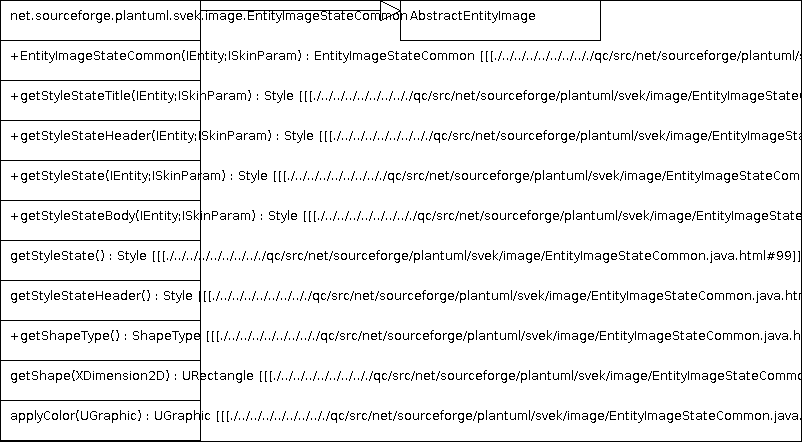 net.sourceforge.plantuml.svek.image.EntityImageStateCommon
AbstractEntityImage
+EntityImageStateCommon(IEntity;ISkinParam) : EntityImageStateCommon [[[./../../../../../../../../qc/src/net/sourceforge/plantuml/s
+getStyleStateTitle(IEntity;ISkinParam) : Style [[[./../../../../../../../../qc/src/net/sourceforge/plantuml/svek/image/EntityImageState
+getStyleStateHeader(IEntity;ISkinParam) : Style [[[./../../../../../../../../qc/src/net/sourceforge/plantuml/svek/image/EntityImageSta
+getStyleState(IEntity;ISkinParam) : Style [[[./../../../../../../../../qc/src/net/sourceforge/plantuml/svek/image/EntityImageStateCom
+getStyleStateBody(IEntity;ISkinParam) : Style [[[./../../../../../../../../qc/src/net/sourceforge/plantuml/svek/image/EntityImageState
getStyleState() : Style [[[./../../../../../../../../qc/src/net/sourceforge/plantuml/svek/image/EntityImageStateCommon.java.html#99]]]
getStyleStateHeader() : Style [[[./../../../../../../../../qc/src/net/sourceforge/plantuml/svek/image/EntityImageStateCommon.java.htm
+getShapeType() : ShapeType [[[./../../../../../../../../qc/src/net/sourceforge/plantuml/svek/image/EntityImageStateCommon.java.h
getShape(XDimension2D) : URectangle [[[./../../../../../../../../qc/src/net/sourceforge/plantuml/svek/image/EntityImageStateCommo
applyColor(UGraphic) : UGraphic [[[./../../../../../../../../qc/src/net/sourceforge/plantuml/svek/image/EntityImageStateCommon.java.